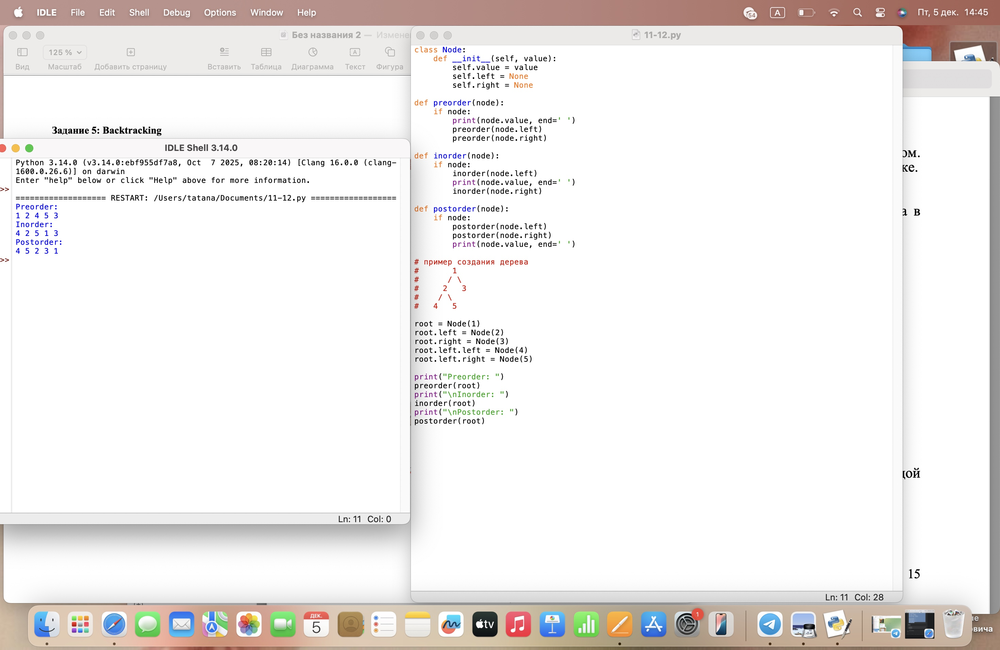 IDLE File Edit Shell Debug Options Window Help
54 A Пт, 5 дек. 14:45
Без названия 2 — Измене
125 %
Вид Масштаб Добавить страницу Вставить Таблица Диаграмма Текст Фигура
Задание 5: Backtracking
IDLE Shell 3.14.0
Python 3.14.0 (v3.14.0:ebf955df7a8, Oct  7 2025, 08:20:14) [Clang 16.0.0 (clang-
1600.0.26.6)] on darwin
Enter "help" below or click "Help" above for more information.
>>
=================== RESTART: /Users/tatana/Documents/11-12.py ==================
Preorder:
1 2 4 5 3
Inorder:
4 2 5 1 3
Postorder:
4 5 2 3 1
>>
Ln: 11 Col: 0
11-12.py
class Node:
    def __init__(self, value):
        self.value = value
        self.left = None
        self.right = None
def preorder(node):
    if node:
        print(node.value, end=' ')
        preorder(node.left)
        preorder(node.right)
def inorder(node):
    if node:
        inorder(node.left)
        print(node.value, end=' ')
        inorder(node.right)
def postorder(node):
    if node:
        postorder(node.left)
        postorder(node.right)
        print(node.value, end=' ')
# пример создания дерева
#       1
#      / \
#     2   3
#    / \
#   4   5
root = Node(1)
root.left = Node(2)
root.right = Node(3)
root.left.left = Node(4)
root.left.right = Node(5)
print("Preorder: ")
preorder(root)
print("\nInorder: ")
inorder(root)
print("\nPostorder: ")
postorder(root)
Ln: 11 Col: 28
ом.
ке.
а в
дой
15
ДЕК.
5
tv
1